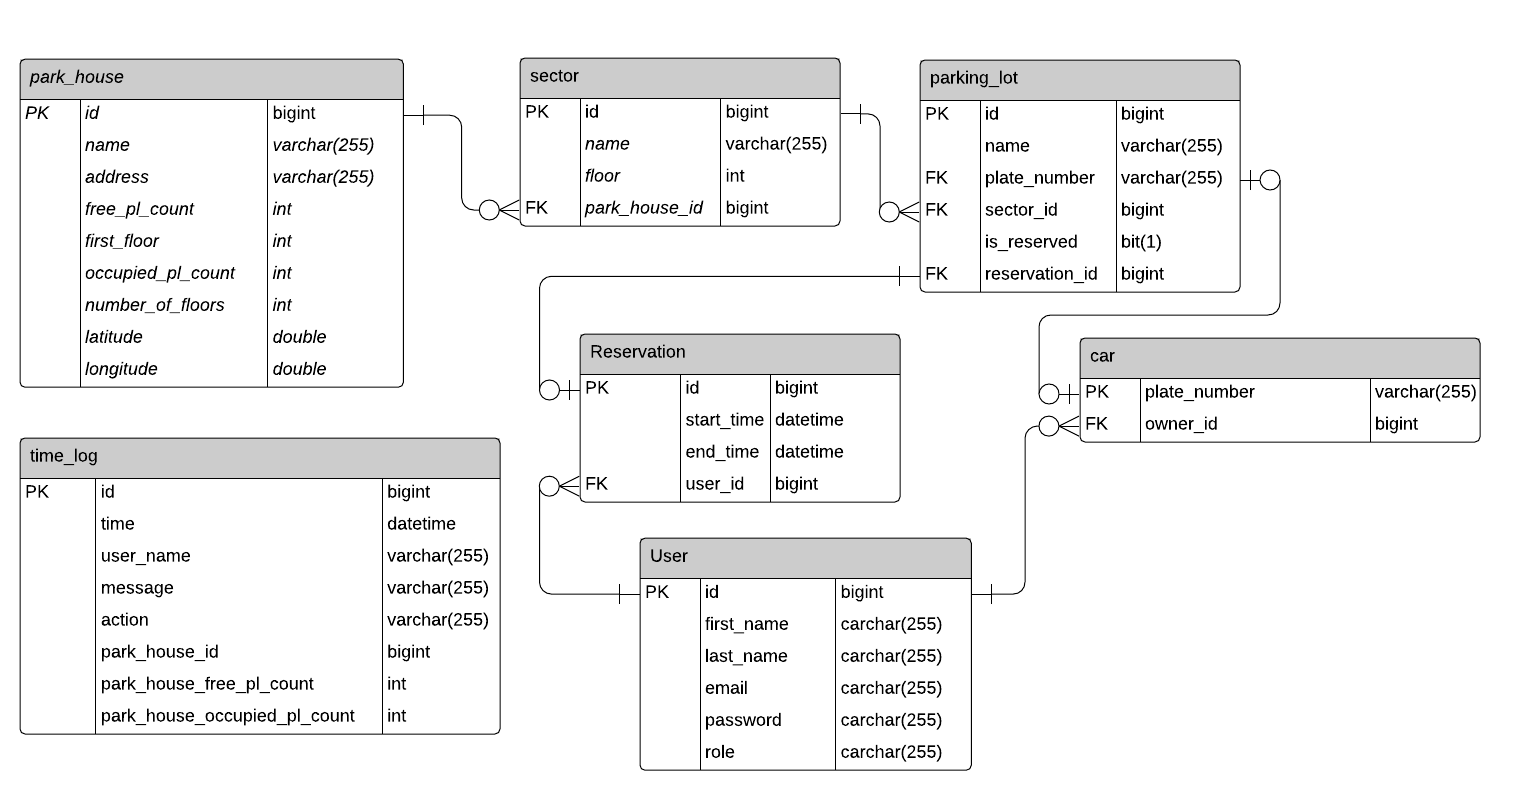 park_house
PK id bigint
name varchar(255)
address varchar(255)
free_pl_count int
first_floor int
occupied_pl_count int
number_of_floors int
latitude double
longitude double
sector
PK id bigint
name varchar(255)
floor int
FK park_house_id bigint
parking_lot
PK id bigint
name varchar(255)
FK plate_number varchar(255)
FK sector_id bigint
is_reserved bit(1)
FK reservation_id bigint
Reservation
PK id bigint
start_time datetime
end_time datetime
FK user_id bigint
car
PK plate_number varchar(255)
FK owner_id bigint
time_log
PK id bigint
time datetime
user_name varchar(255)
message varchar(255)
action varchar(255)
park_house_id bigint
park_house_free_pl_count int
park_house_occupied_pl_count int
User
PK id bigint
first_name carchar(255)
last_name carchar(255)
email carchar(255)
password carchar(255)
role carchar(255)